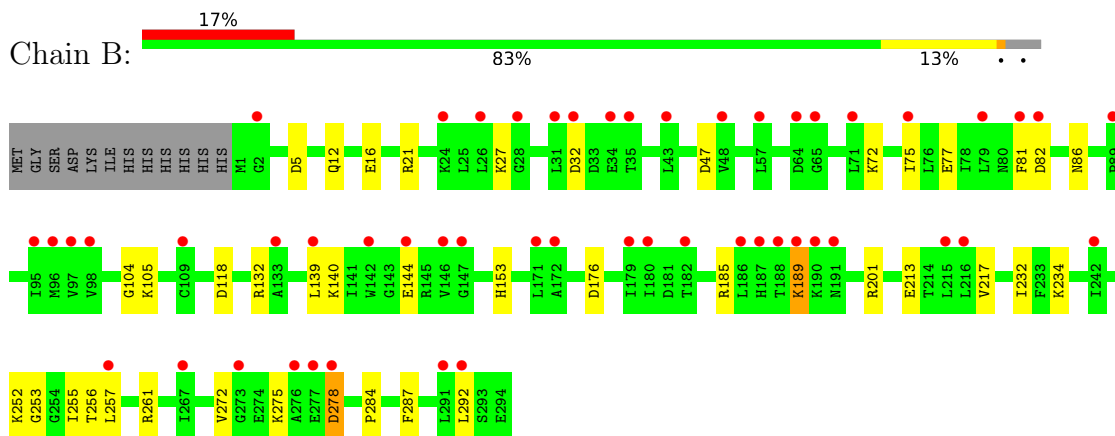 Chain B:
17%
83%
13%
• •
MET GLY SER ASP LYS ILE HIS HIS HIS HIS HIS HIS M1 G2 D5 Q12 E16 R21 K24 L25 L26 K27 G28 L31 D32 D33 E34 T35 L43 D47 V48 L57 D64 G65 L71 K72 I75 L76 E77 I78 L79 N80 F81 D82 N86
I95 M96 V97 V98 G104 K105 C109 D118 R132 A133 L139 K140 I141 W142 G143 E144 R145 V146 G147 H153 L171 A172 D176 I179 I180 D181 T182 R185 L186 H187 T188 K189 K190 N191 R201 E213 T214 L215 L216 V217 I232 F233 K234 I242
K252 G253 G254 I255 T256 L257 R261 I267 V272 G273 E274 K275 A276 E277 D278 P284 F287 L291 L292 S293 E294